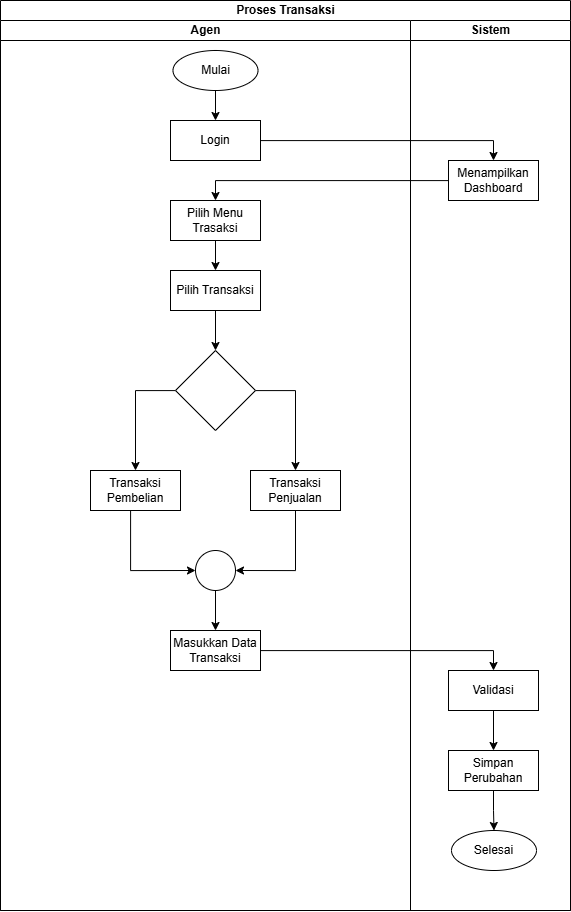 Proses Transaksi
Agen
Sistem
Mulai
Login
Menampilkan
Dashboard
Pilih Menu
Trasaksi
Pilih Transaksi
Transaksi
Pembelian
Transaksi
Penjualan
Masukkan Data
Transaksi
Validasi
Simpan
Perubahan
Selesai